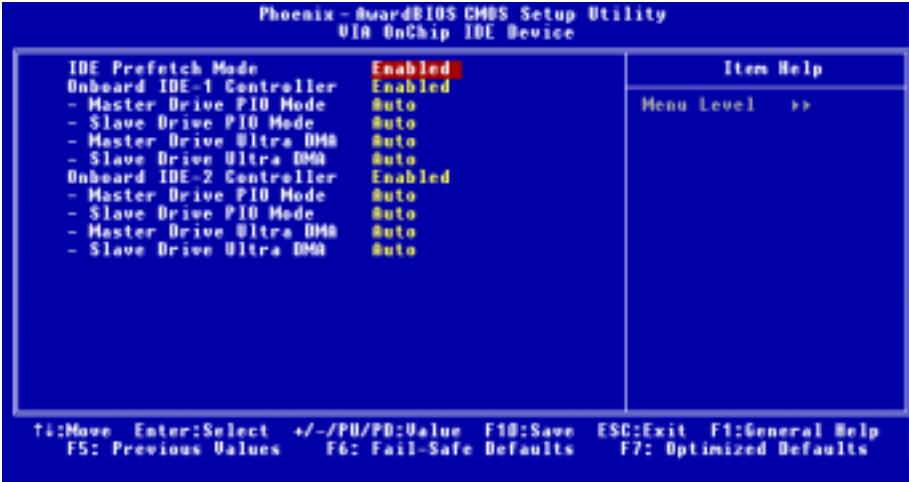 Phoenix - AwardBIOS CMOS Setup Utility
VIA OnChip IDE Device
IDE Prefetch Mode Enabled
Onboard IDE-1 Controller Enabled
- Master Drive PIO Mode Auto
- Slave Drive PIO Mode Auto
- Master Drive Ultra DMA Auto
- Slave Drive Ultra DMA Auto
Onboard IDE-2 Controller Enabled
- Master Drive PIO Mode Auto
- Slave Drive PIO Mode Auto
- Master Drive Ultra DMA Auto
- Slave Drive Ultra DMA Auto
Item Help
Menu Level ▸▸
↑↓:Move Enter:Select +/-/PU/PD:Value F10:Save ESC:Exit F1:General Help
F5: Previous Values F6: Fail-Safe Defaults F7: Optimized Defaults